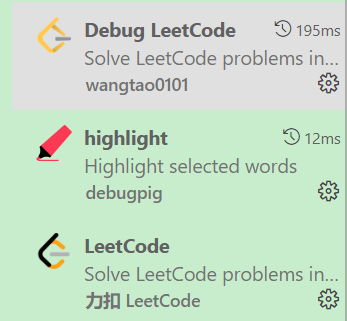 Debug LeetCode 195ms
Solve LeetCode problems in...
wangtao0101
highlight 12ms
Highlight selected words
debugpig
LeetCode
Solve LeetCode problems in...
力扣 LeetCode